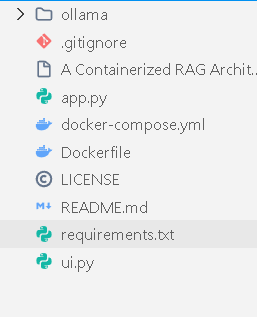 ollama
.gitignore
A Containerized RAG Archit...
app.py
docker-compose.yml
Dockerfile
LICENSE
README.md
requirements.txt
ui.py